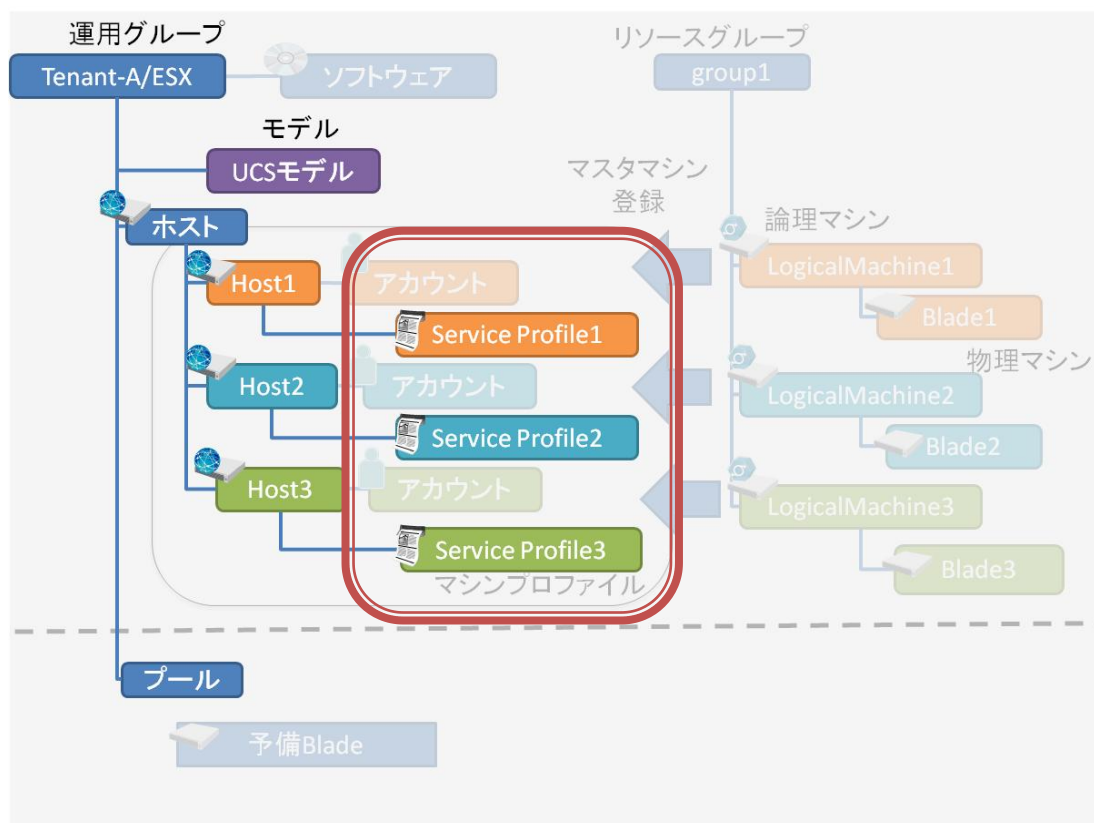 運用グループ
Tenant-A/ESX
ソフトウェア
リソースグループ
group1
モデル
UCSモデル
マスタマシン
登録
ホスト
論理マシン
Host1
アカウント
LogicalMachine1
Service Profile1
Blade1
物理マシン
Host2
アカウント
LogicalMachine2
Service Profile2
Blade2
Host3
アカウント
LogicalMachine3
Service Profile3
Blade3
マシンプロファイル
プール
予備Blade